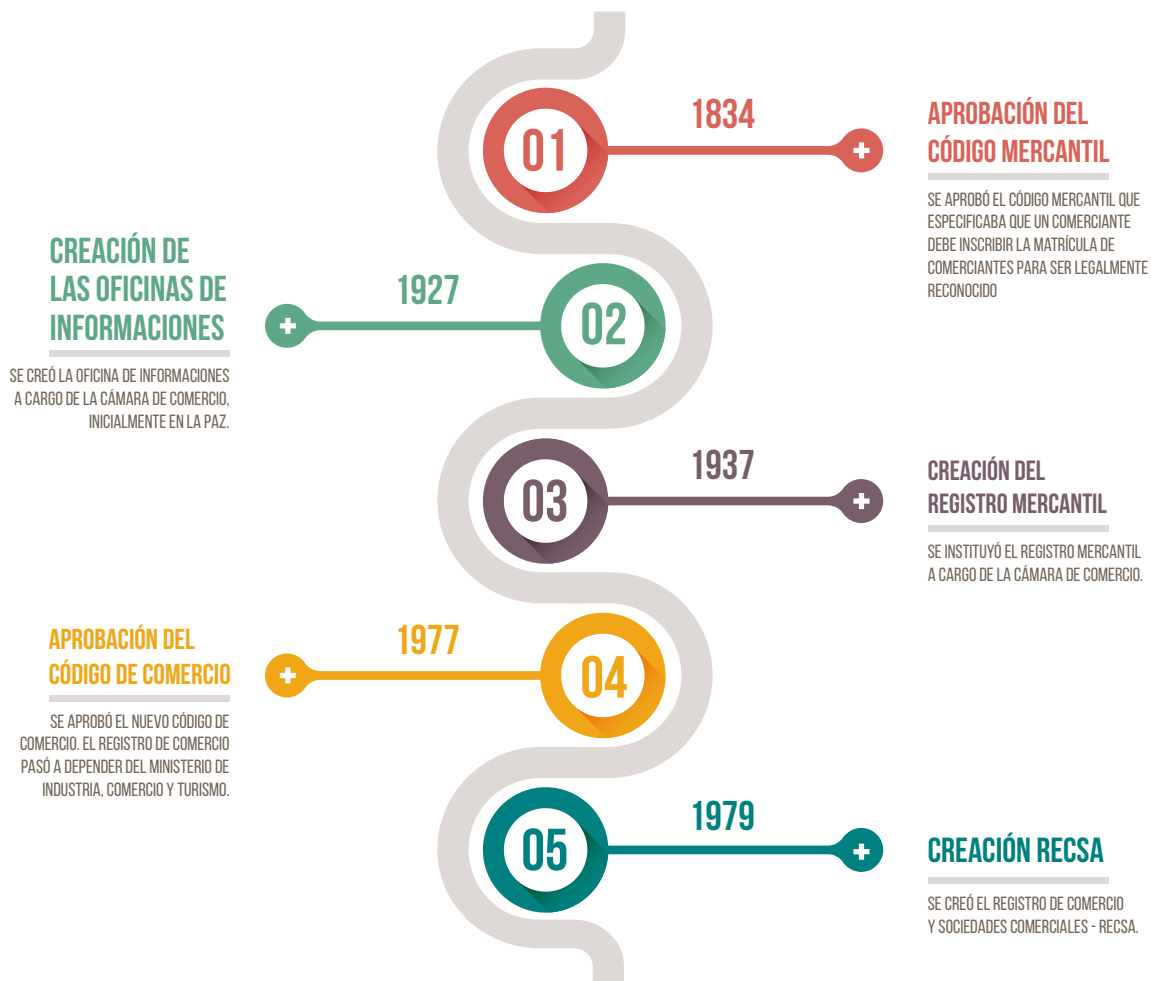 01
1834
APROBACIÓN DEL
CÓDIGO MERCANTIL
SE APROBÓ EL CÓDIGO MERCANTIL QUE
ESPECIFICABA QUE UN COMERCIANTE
DEBE INSCRIBIR LA MATRÍCULA DE
COMERCIANTES PARA SER LEGALMENTE
RECONOCIDO
CREACIÓN DE
LAS OFICINAS DE
INFORMACIONES
SE CREÓ LA OFICINA DE INFORMACIONES
A CARGO DE LA CÁMARA DE COMERCIO,
INICIALMENTE EN LA PAZ.
1927
02
03
1937
CREACIÓN DEL
REGISTRO MERCANTIL
SE INSTITUYÓ EL REGISTRO MERCANTIL
A CARGO DE LA CÁMARA DE COMERCIO.
APROBACIÓN DEL
CÓDIGO DE COMERCIO
SE APROBÓ EL NUEVO CÓDIGO DE
COMERCIO. EL REGISTRO DE COMERCIO
PASÓ A DEPENDER DEL MINISTERIO DE
INDUSTRIA, COMERCIO Y TURISMO.
1977
04
05
1979
CREACIÓN RECSA
SE CREÓ EL REGISTRO DE COMERCIO
Y SOCIEDADES COMERCIALES - RECSA.